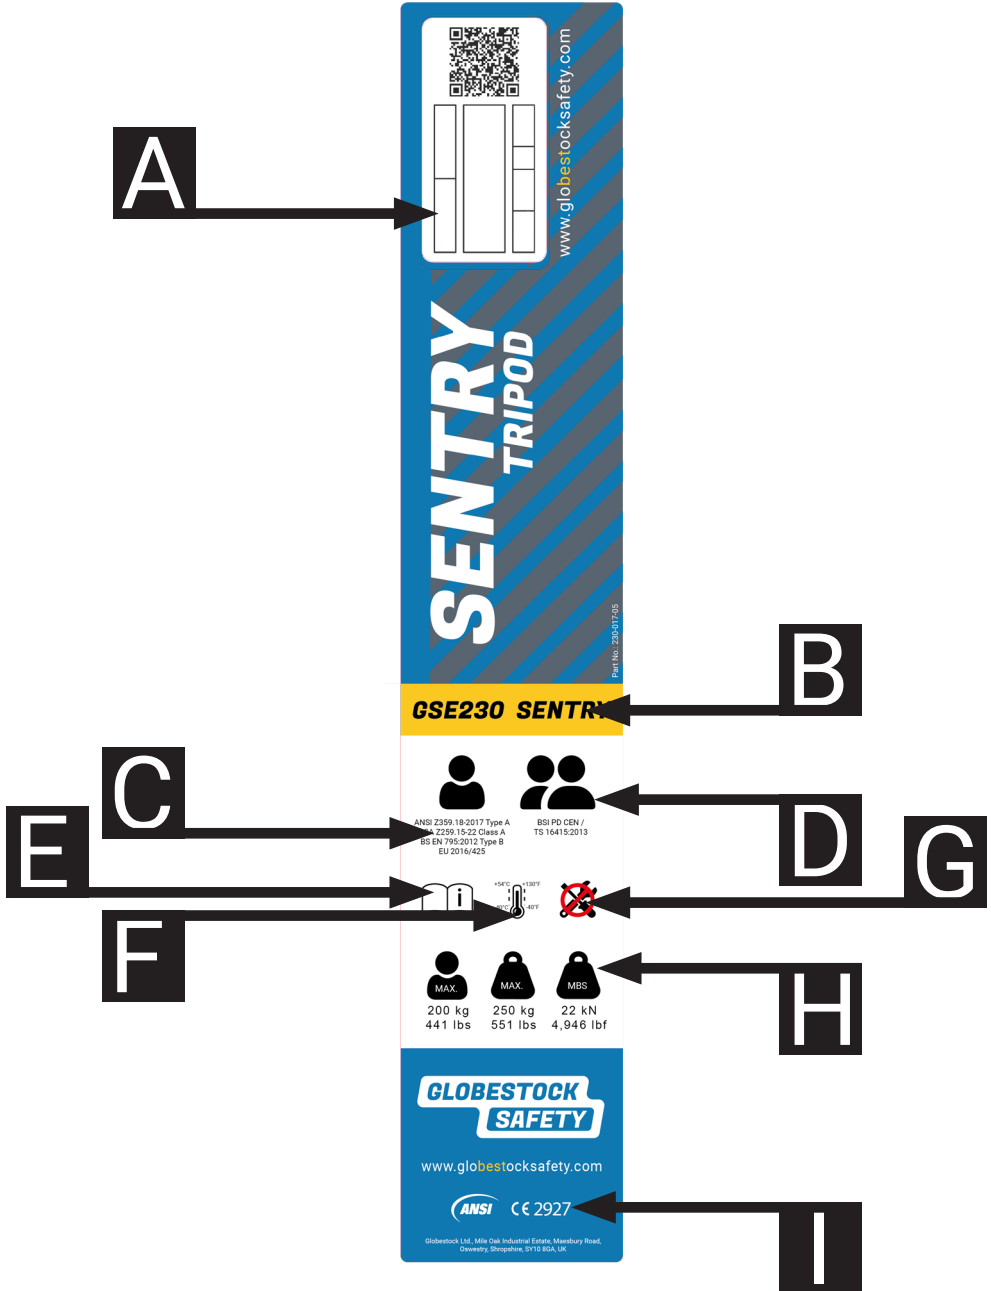 A
www.globestocksafety.com
SENTRY
TRIPOD
Part No.: 230-017-05
B
GSE230 SENTRY
C
D
ANSI Z359.18-2017 Type A
Z259.15-22 Class A
BS EN 795:2012 Type B
EU 2016/425
BSI PD CEN /
TS 16415:2013
E
G
i
+54°C
+130°F
-40°F
F
MAX.
MAX.
MBS
200 kg
441 lbs
250 kg
551 lbs
22 kN
4,946 lbf
H
GLOBESTOCK
SAFETY
www.globestocksafety.com
ANSI
CE 2927
I
Globestock Ltd., Mile Oak Industrial Estate, Maesbury Road,
Oswestry, Shropshire, SY10 8GA, UK